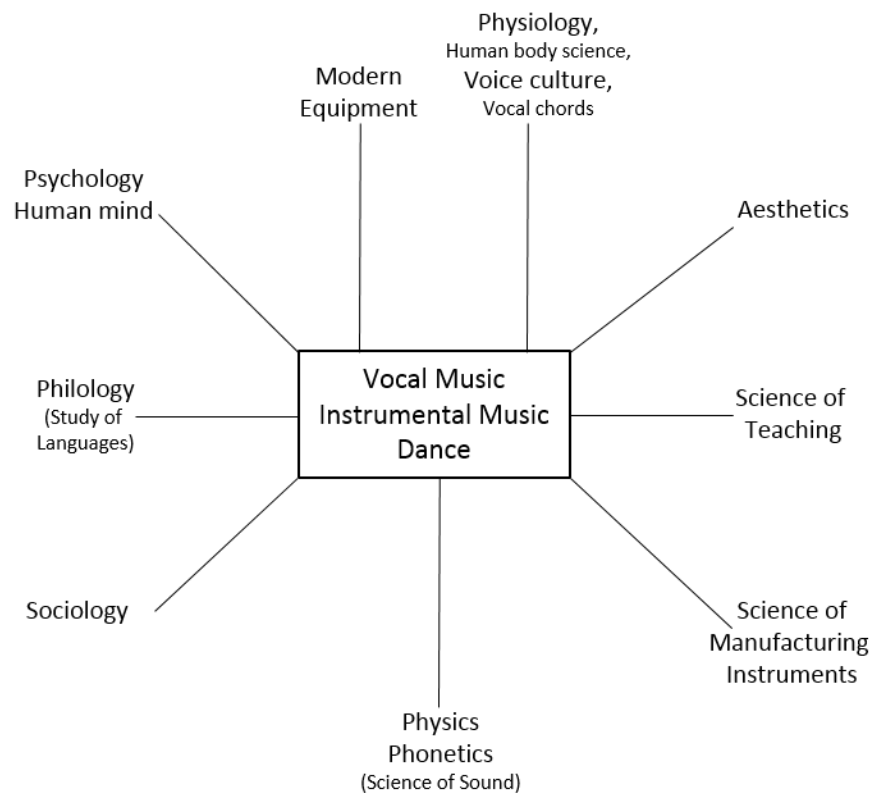 Physiology,
Human body science,
Voice culture,
Vocal chords
Modern
Equipment
Psychology
Human mind
Aesthetics
Vocal Music
Instrumental Music
Dance
Philology
(Study of
Languages)
Science of
Teaching
Sociology
Science of
Manufacturing
Instruments
Physics
Phonetics
(Science of Sound)